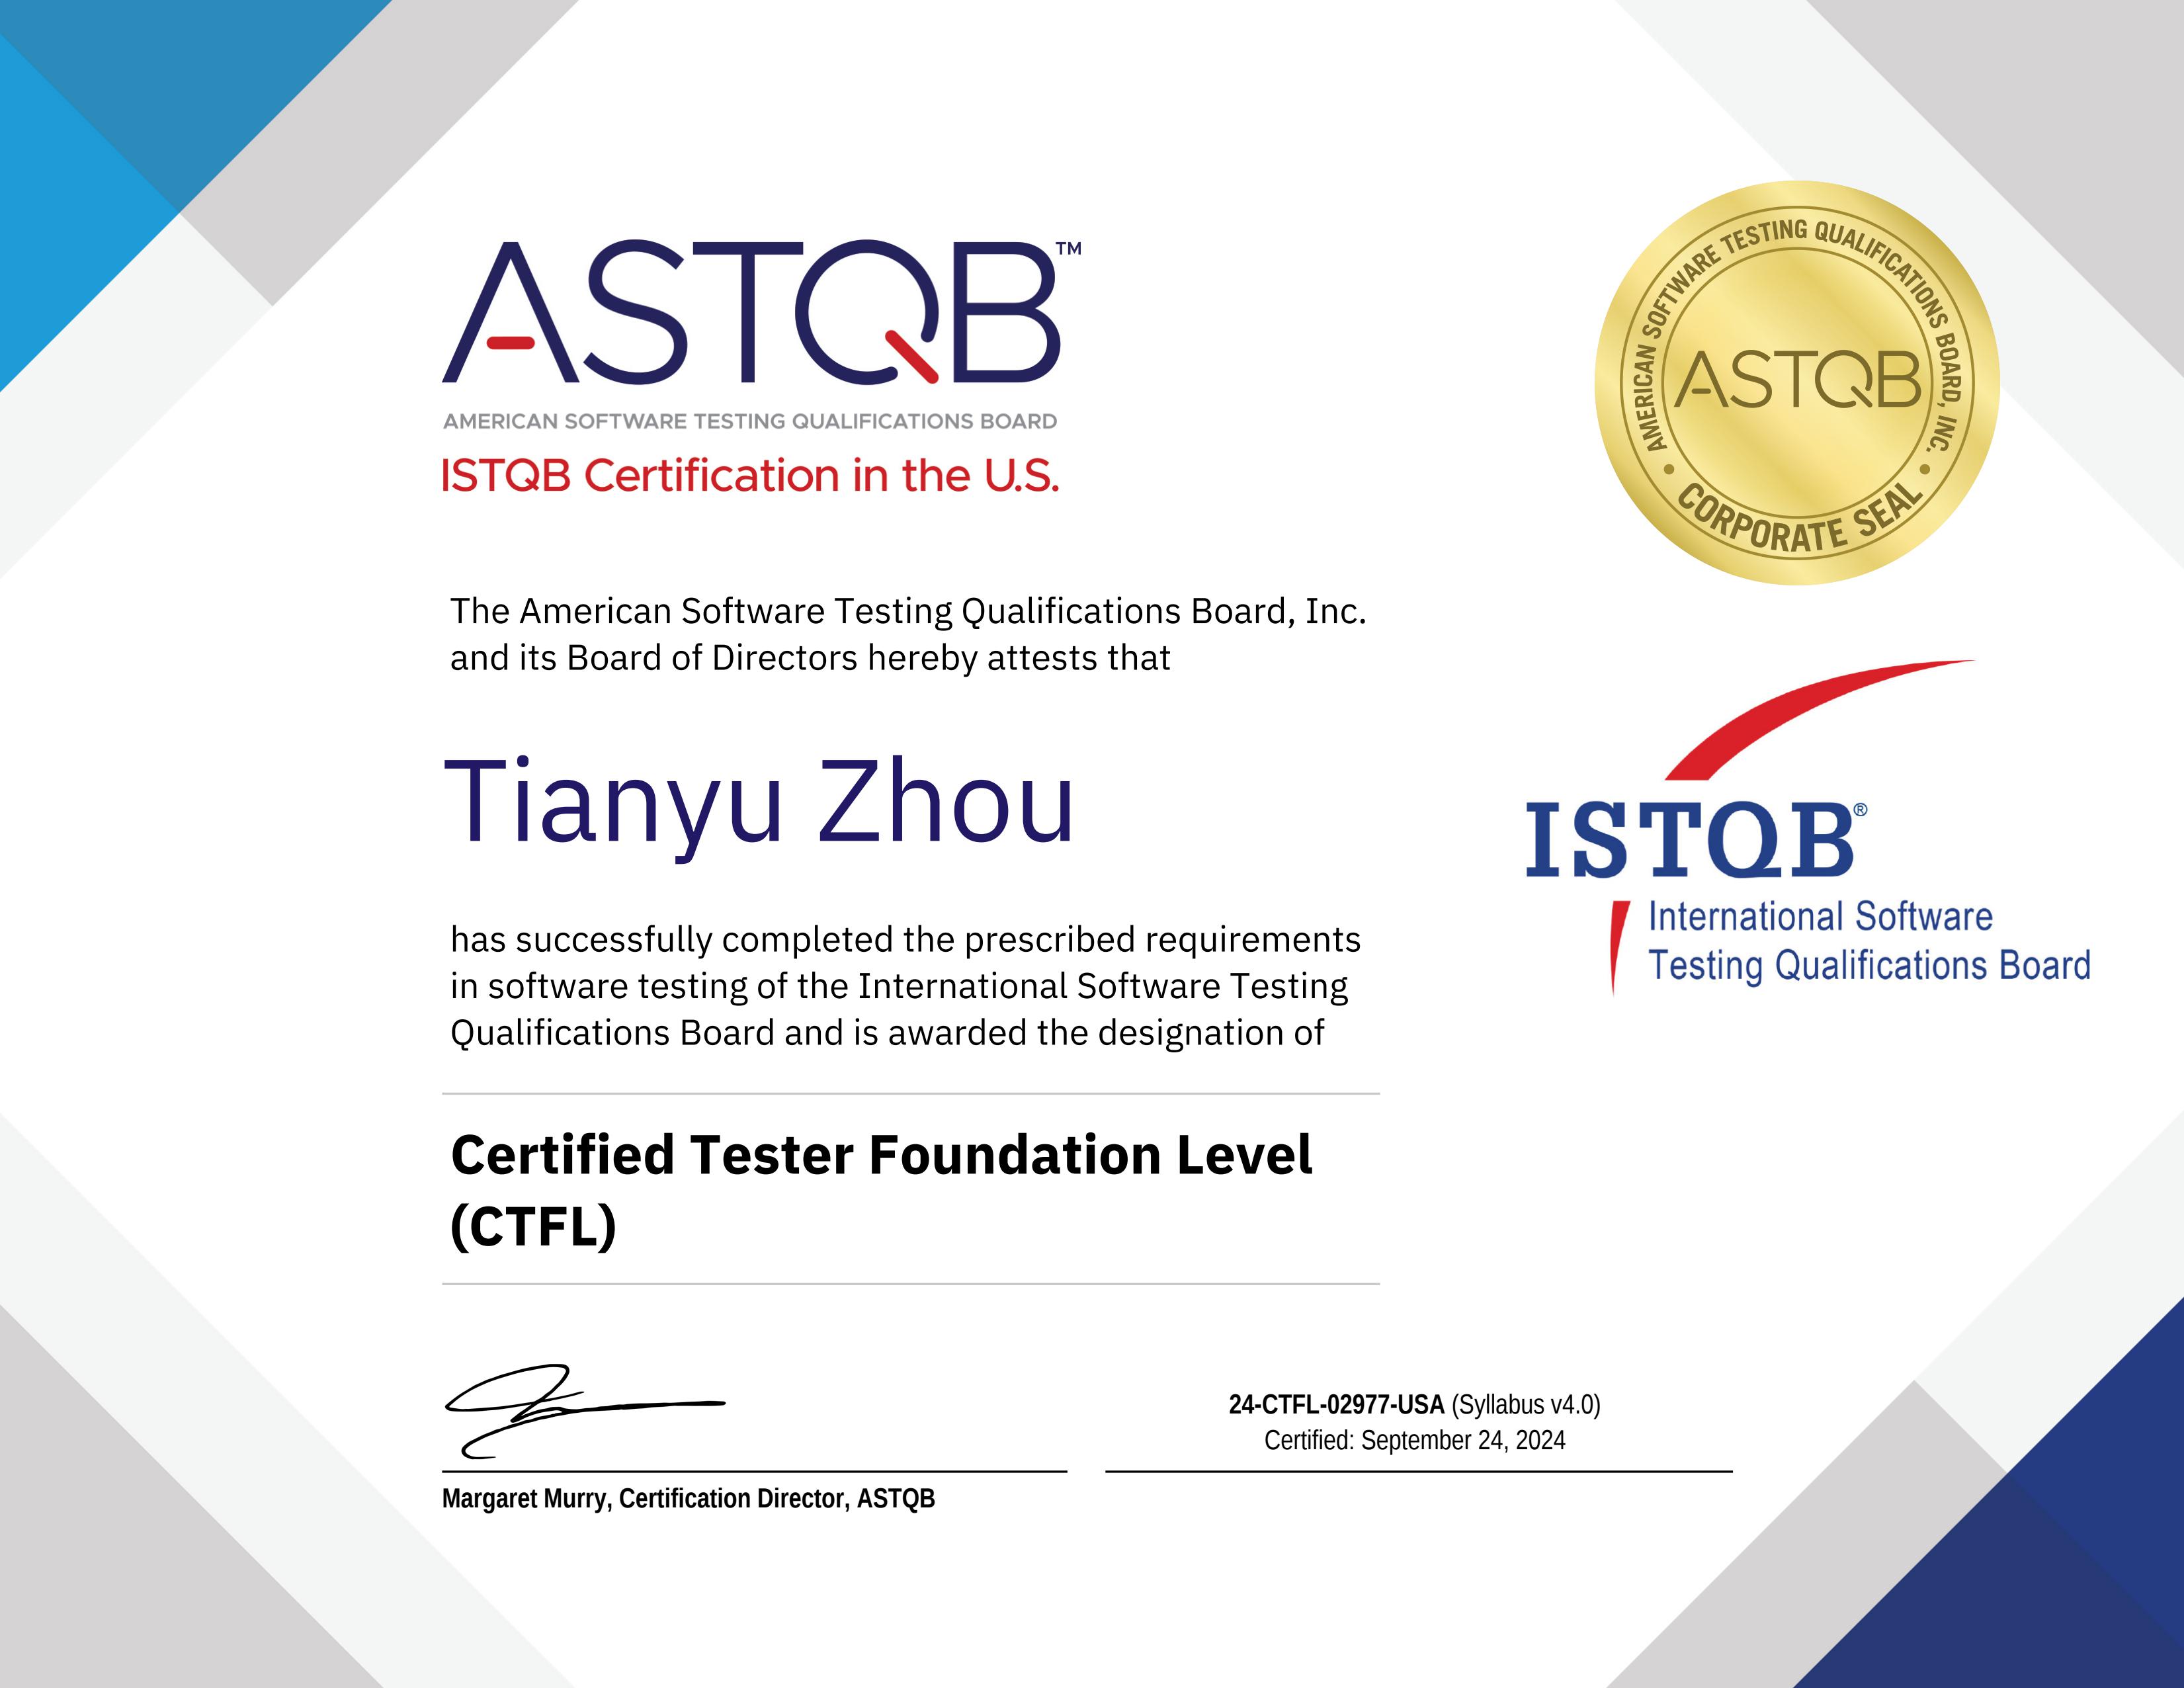 ASTQB™
AMERICAN SOFTWARE TESTING QUALIFICATIONS BOARD
ISTQB Certification in the U.S.
AMERICAN SOFTWARE TESTING QUALIFICATIONS BOARD, INC.
ASTQB
• CORPORATE SEAL •
The American Software Testing Qualifications Board, Inc.
and its Board of Directors hereby attests that
Tianyu Zhou
ISTQB®
International Software
Testing Qualifications Board
has successfully completed the prescribed requirements
in software testing of the International Software Testing
Qualifications Board and is awarded the designation of
Certified Tester Foundation Level
(CTFL)
24-CTFL-02977-USA (Syllabus v4.0)
Certified: September 24, 2024
Margaret Murry, Certification Director, ASTQB